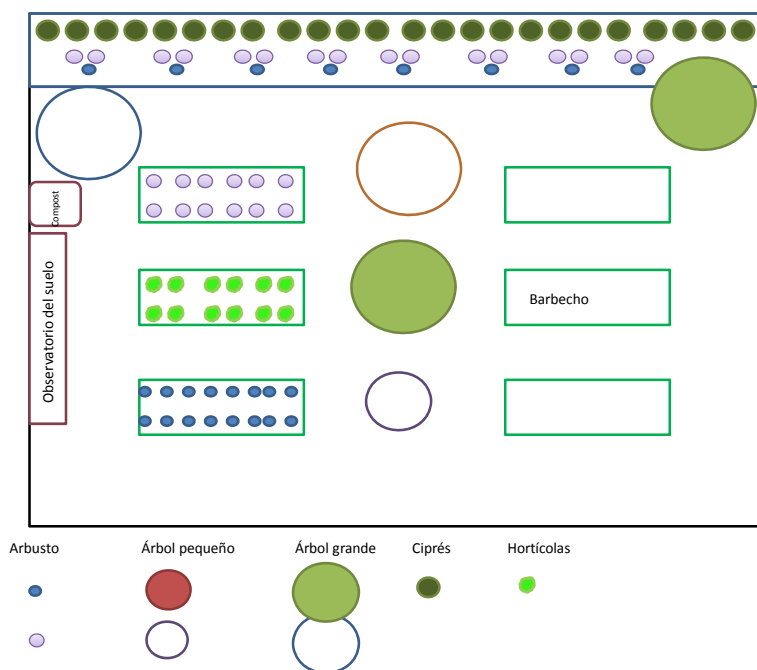 Compost
Observatorio del suelo
Barbecho
Arbusto
Árbol pequeño
Árbol grande
Ciprés
Hortícolas